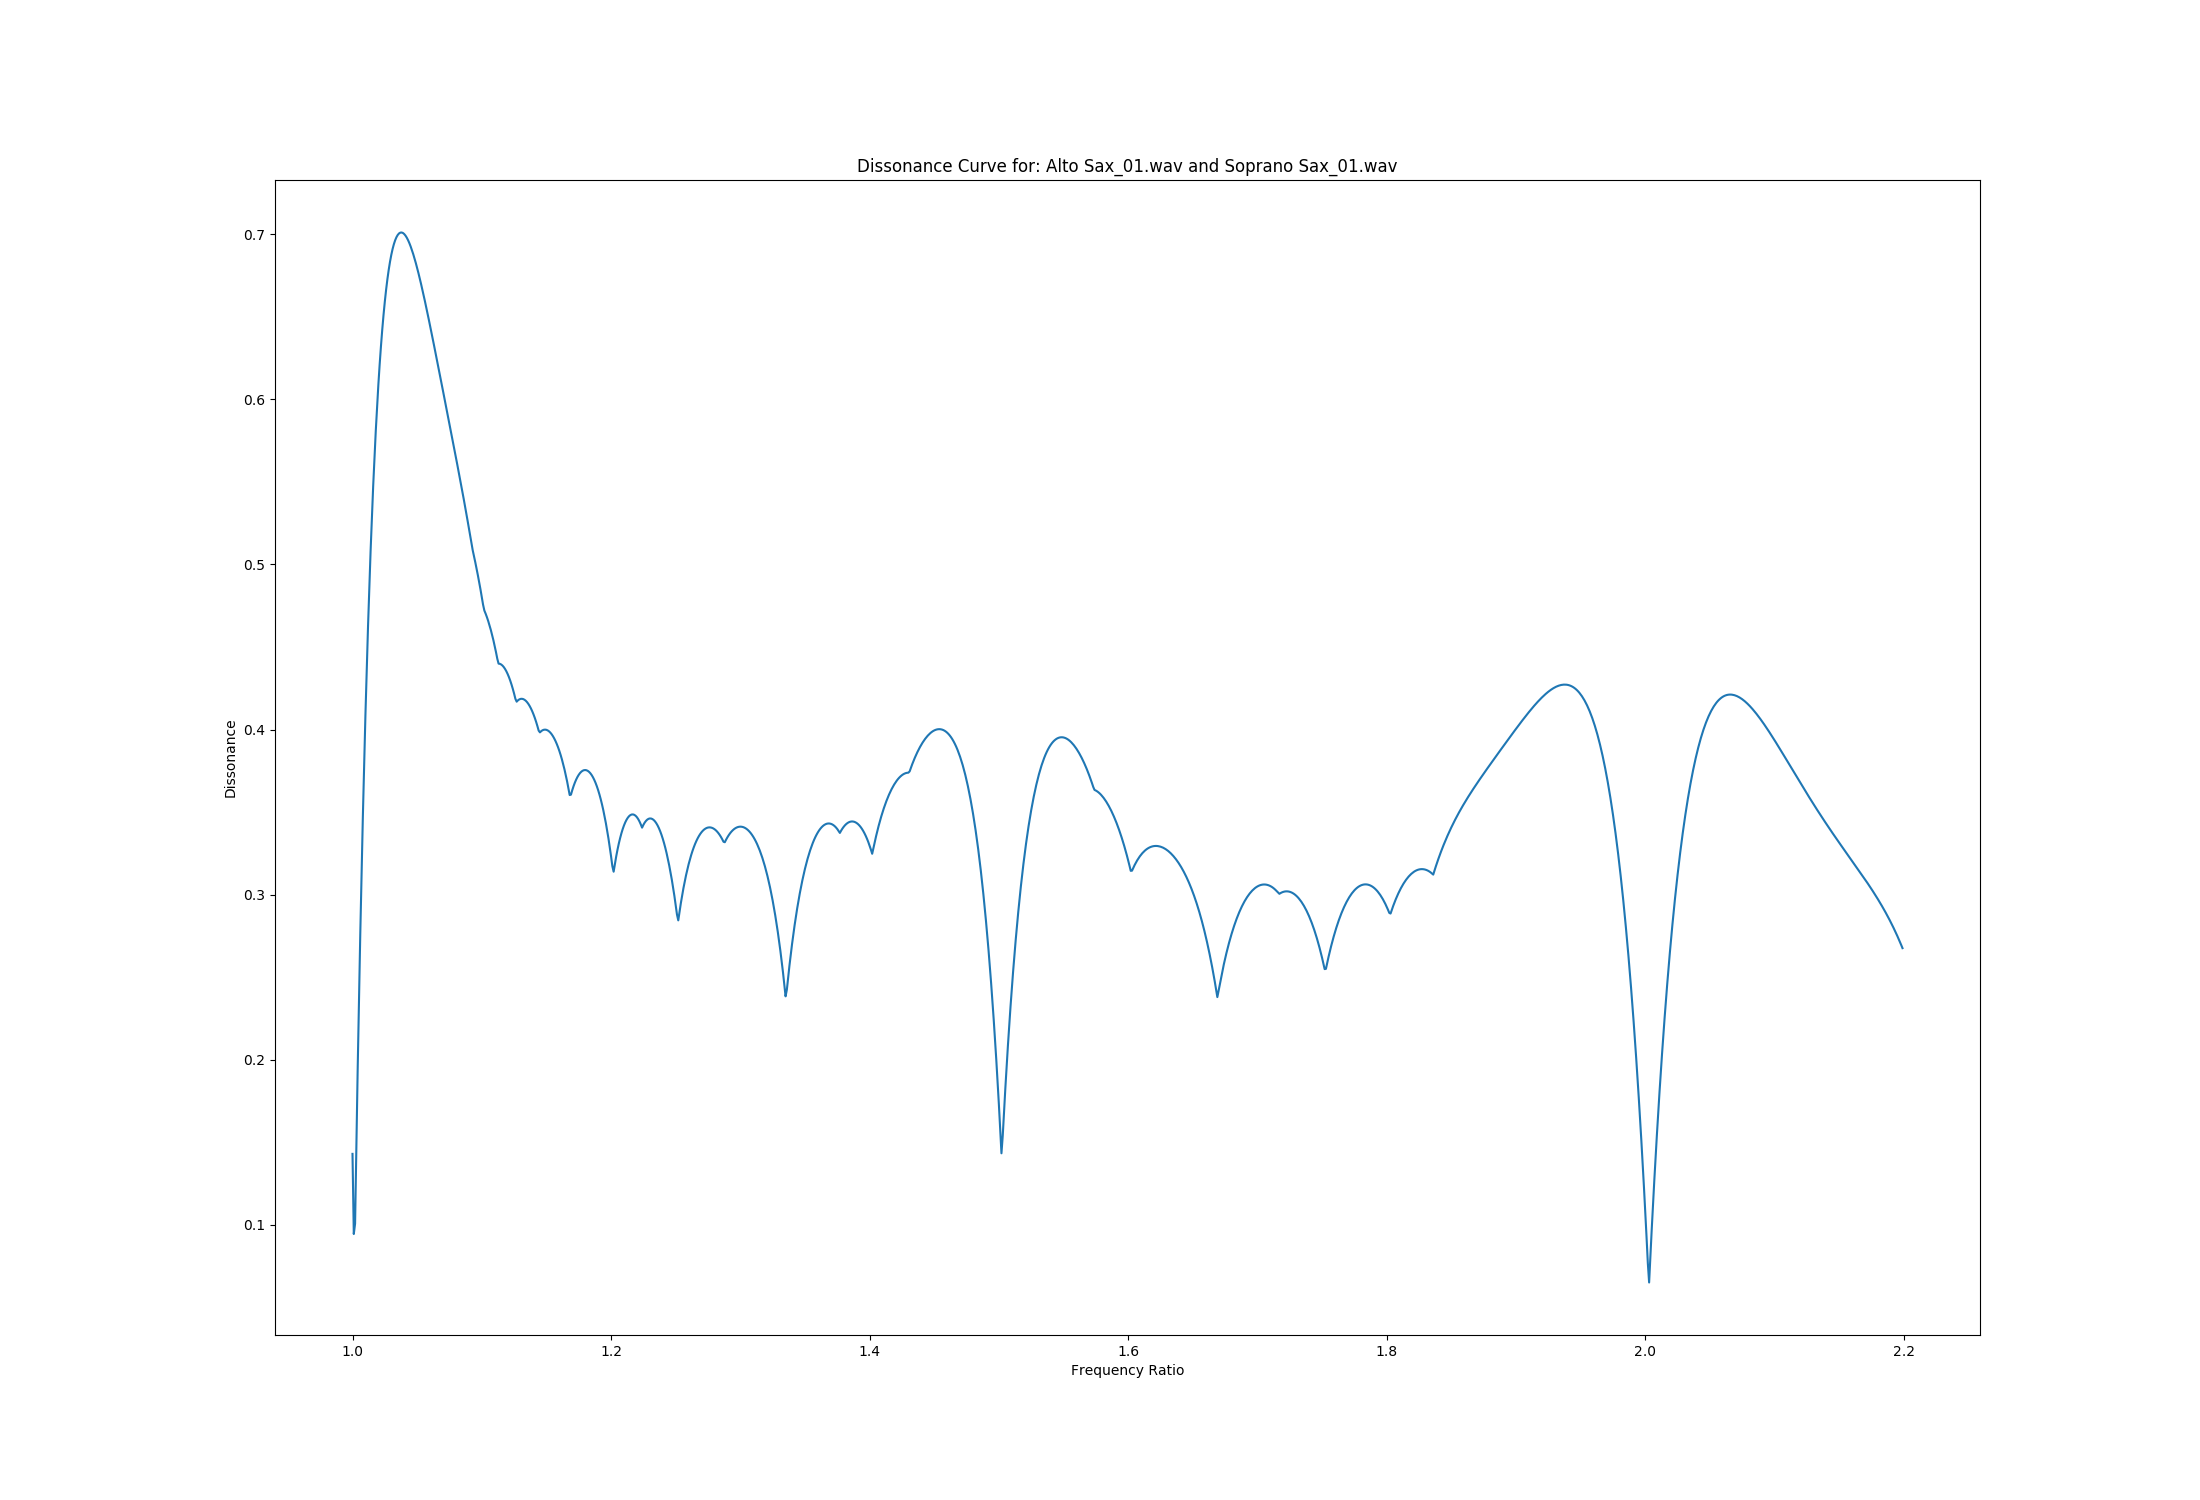 Dissonance Curve for: Alto Sax_01.wav and Soprano Sax_01.wav
Dissonance
0.7
0.6
0.5
0.4
0.3
0.2
0.1
1.0 1.2 1.4 1.6 1.8 2.0 2.2
Frequency Ratio